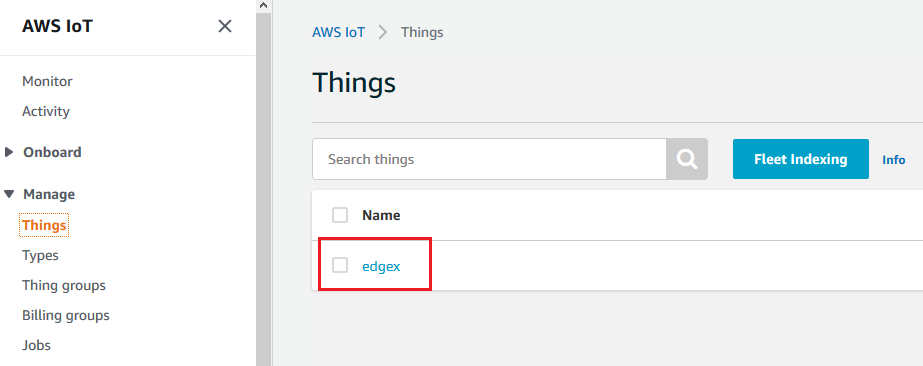 AWS IoT
Monitor
Activity
Onboard
Manage
Things
Types
Thing groups
Billing groups
Jobs
AWS IoT Things
Things
Search things
Fleet Indexing Info
Name
edgex